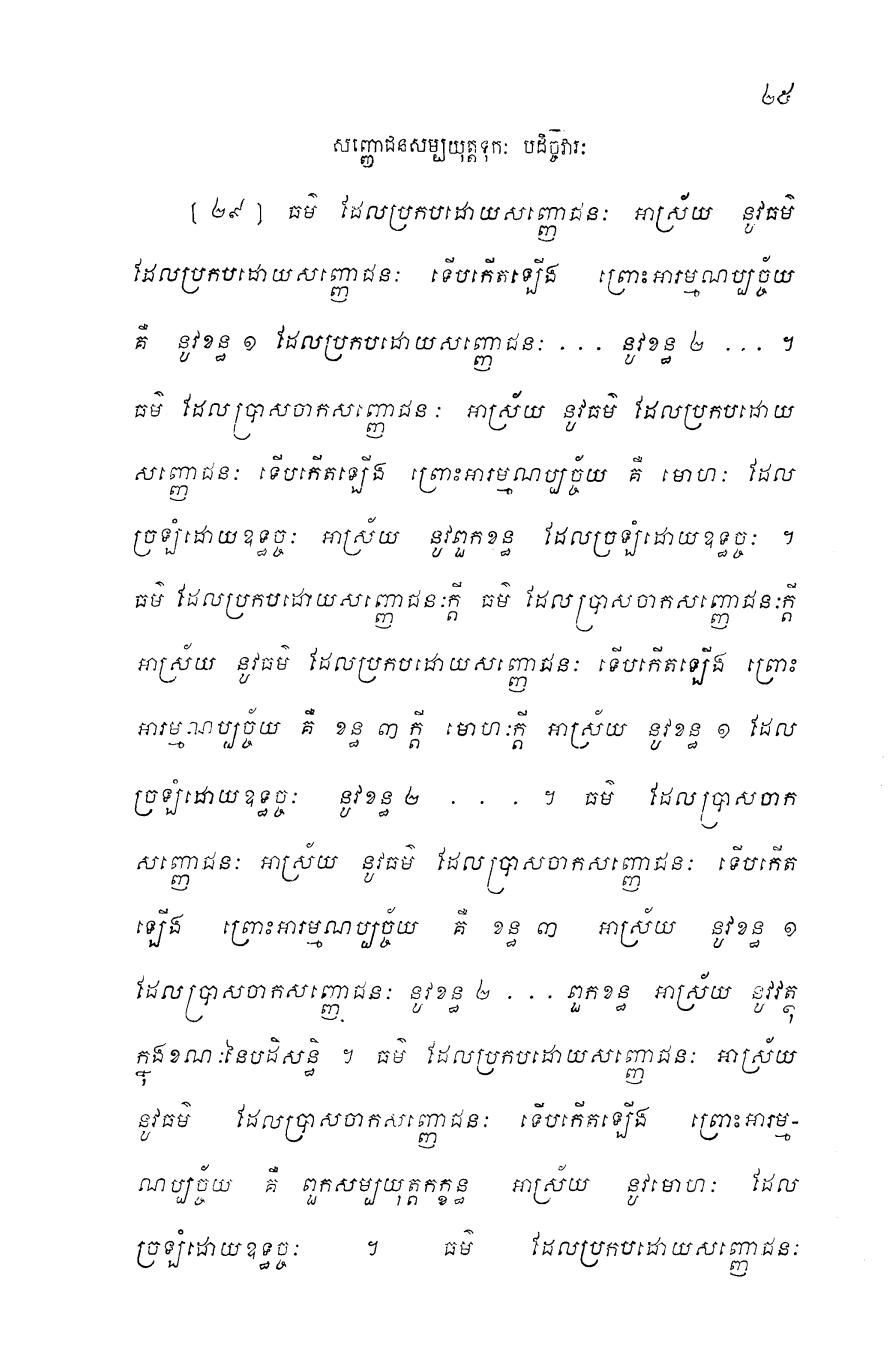 ២៥
សញ្ញោជនសម្បយុត្តទុកៈ បដិច្ចវារៈ
[ ២៩ ] ធម៌ ដែលប្រកបដោយសញ្ញោជនៈ អាស្រ័យ នូវធម៌
ដែលប្រកបដោយសញ្ញោជនៈ ទើបកើតឡើង ព្រោះអារម្មណប្បច្ច័យ
គឺ នូវខន្ធ ១ ដែលប្រកបដោយសញ្ញោជនៈ . . . នូវខន្ធ ២ . . . ។
ធម៌ ដែលប្រាសចាកសញ្ញោជនៈ អាស្រ័យ នូវធម៌ ដែលប្រកបដោយ
សញ្ញោជនៈ ទើបកើតឡើង ព្រោះអារម្មណប្បច្ច័យ គឺ មោហៈ ដែល
ច្រឡំដោយឧទ្ធច្ចៈ អាស្រ័យ នូវពួកខន្ធ ដែលច្រឡំដោយឧទ្ធច្ចៈ ។
ធម៌ ដែលប្រកបដោយសញ្ញោជនៈក្តី ធម៌ ដែលប្រាសចាកសញ្ញោជនៈក្តី
អាស្រ័យ នូវធម៌ ដែលប្រកបដោយសញ្ញោជនៈ ទើបកើតឡើង ព្រោះ
អារម្មណប្បច្ច័យ គឺ ខន្ធ ៣ ក្តី មោហៈក្តី អាស្រ័យ នូវខន្ធ ១ ដែល
ច្រឡំដោយឧទ្ធច្ចៈ នូវខន្ធ ២ . . . ។ ធម៌ ដែលប្រាសចាក
សញ្ញោជនៈ អាស្រ័យ នូវធម៌ ដែលប្រាសចាកសញ្ញោជនៈ ទើបកើត
ឡើង ព្រោះអារម្មណប្បច្ច័យ គឺ ខន្ធ ៣ អាស្រ័យ នូវខន្ធ ១
ដែលប្រាសចាកសញ្ញោជនៈ នូវខន្ធ ២ . . . ពួកខន្ធ អាស្រ័យ នូវវត្ថុ
ក្នុងខណៈនៃបដិសន្ធិ ។ ធម៌ ដែលប្រកបដោយសញ្ញោជនៈ អាស្រ័យ
នូវធម៌ ដែលប្រាសចាកសញ្ញោជនៈ ទើបកើតឡើង ព្រោះអារម្ម-
ណប្បច្ច័យ គឺ ពួកសម្បយុត្តកក្ខន្ធ អាស្រ័យ នូវមោហៈ ដែល
ច្រឡំដោយឧទ្ធច្ចៈ ។ ធម៌ ដែលប្រកបដោយសញ្ញោជនៈ